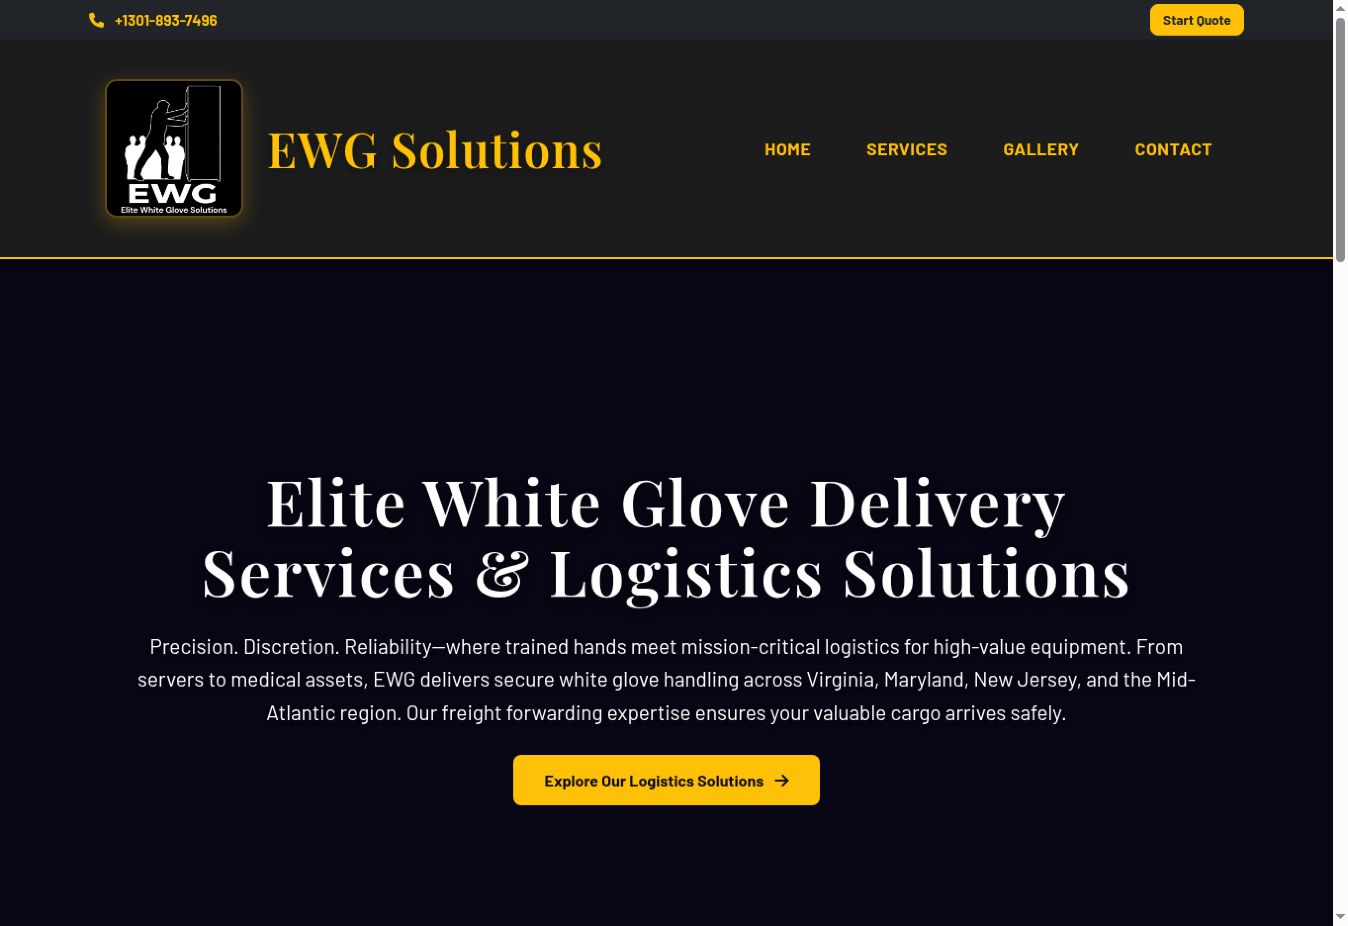 +1301-893-7496
Start Quote
EWG
Elite White Glove Solutions
EWG Solutions
HOME
SERVICES
GALLERY
CONTACT
Elite White Glove Delivery
Services & Logistics Solutions
Precision. Discretion. Reliability—where trained hands meet mission-critical logistics for high-value equipment. From
servers to medical assets, EWG delivers secure white glove handling across Virginia, Maryland, New Jersey, and the Mid-
Atlantic region. Our freight forwarding expertise ensures your valuable cargo arrives safely.
Explore Our Logistics Solutions